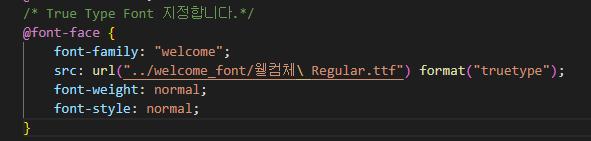 /* True Type Font 지정합니다.*/
@font-face {
font-family: "welcome";
src: url("../welcome_font/웰컴체\ Regular.ttf") format("truetype");
font-weight: normal;
font-style: normal;
}